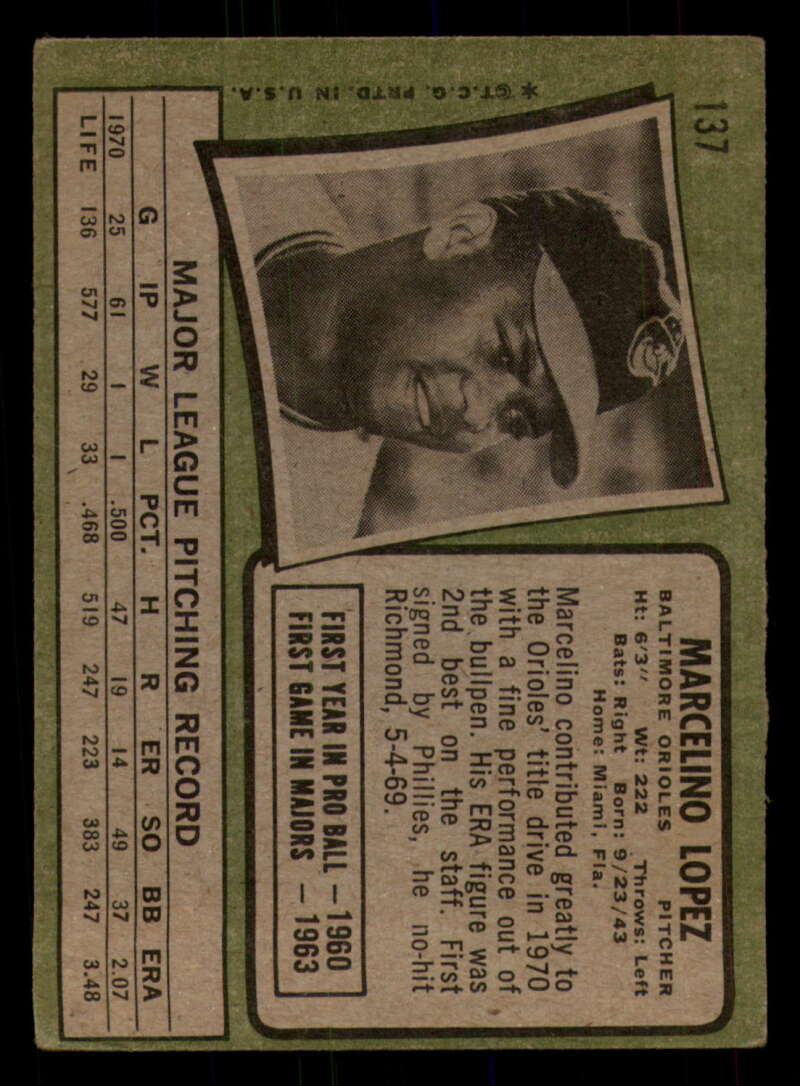 137
*©T.C.G. PRTD. IN U.S.A.
MARCELINO LOPEZ
BALTIMORE ORIOLES PITCHER
Ht: 6'3" Wt: 222 Throws: Left
Bats: Right Born: 9/23/43
Home: Miami, Fla.
Marcelino contributed greatly to
the Orioles' title drive in 1970
with a fine performance out of
the bullpen. His ERA figure was
2nd best on the staff. First
signed by Phillies, he no-hit
Richmond, 5-4-69.
FIRST YEAR IN PRO BALL — 1960
FIRST GAME IN MAJORS — 1963
MAJOR LEAGUE PITCHING RECORD
G IP W L PCT. H R ER SO BB ERA
1970 25 61 1 1 .500 47 19 14 49 37 2.07
LIFE 136 577 29 33 .468 519 247 223 383 247 3.48